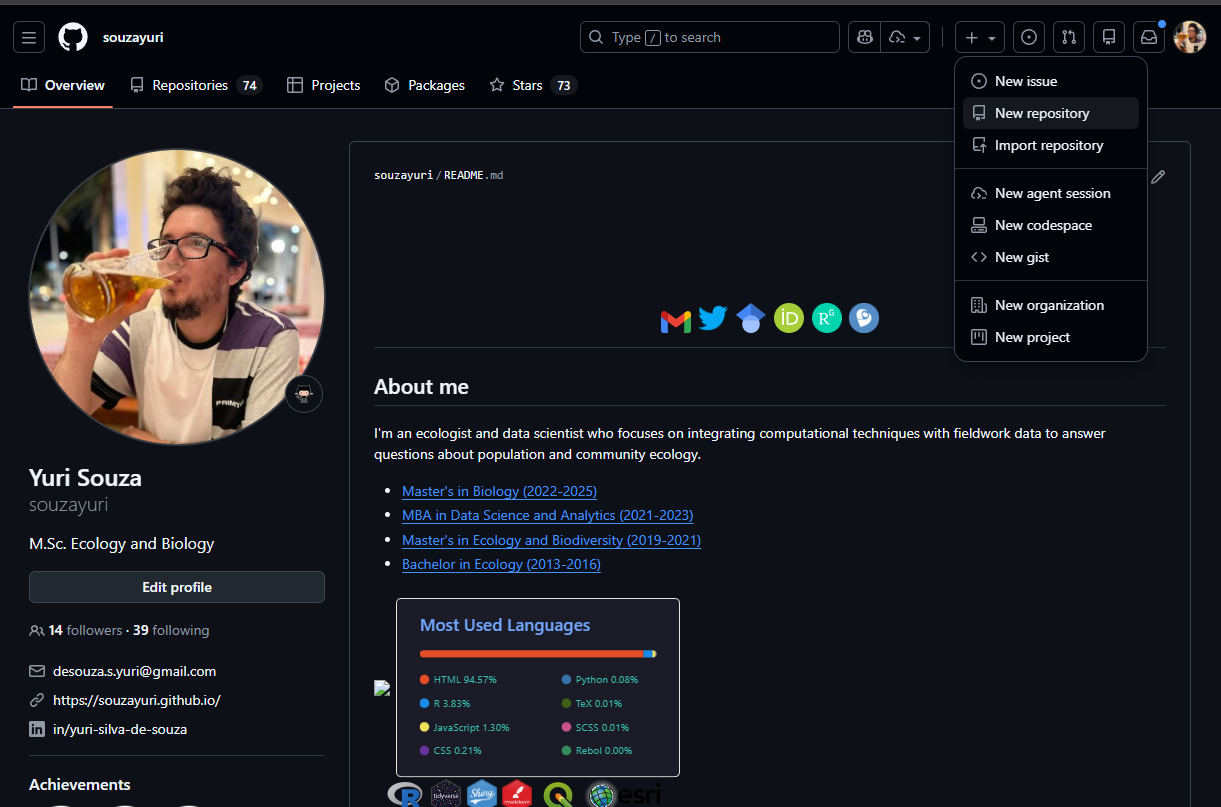 souzayuri
Type / to search
Overview
Repositories 74
Projects
Packages
Stars 73
New issue
New repository
Import repository
New agent session
New codespace
New gist
New organization
New project
souzayuri/README.md
iD
RG
About me
I'm an ecologist and data scientist who focuses on integrating computational techniques with fieldwork data to answer
questions about population and community ecology.
Master's in Biology (2022-2025)
MBA in Data Science and Analytics (2021-2023)
Master's in Ecology and Biodiversity (2019-2021)
Bachelor in Ecology (2013-2016)
Most Used Languages
HTML 94.57%
Python 0.08%
R 3.83%
TeX 0.01%
JavaScript 1.30%
SCSS 0.01%
CSS 0.21%
Rebol 0.00%
R
tidyverse
Shiny
rmarkdown
esri
PRIMIT
Yuri Souza
souzayuri
M.Sc. Ecology and Biology
Edit profile
14 followers · 39 following
desouza.s.yuri@gmail.com
https://souzayuri.github.io/
in/yuri-silva-de-souza
Achievements